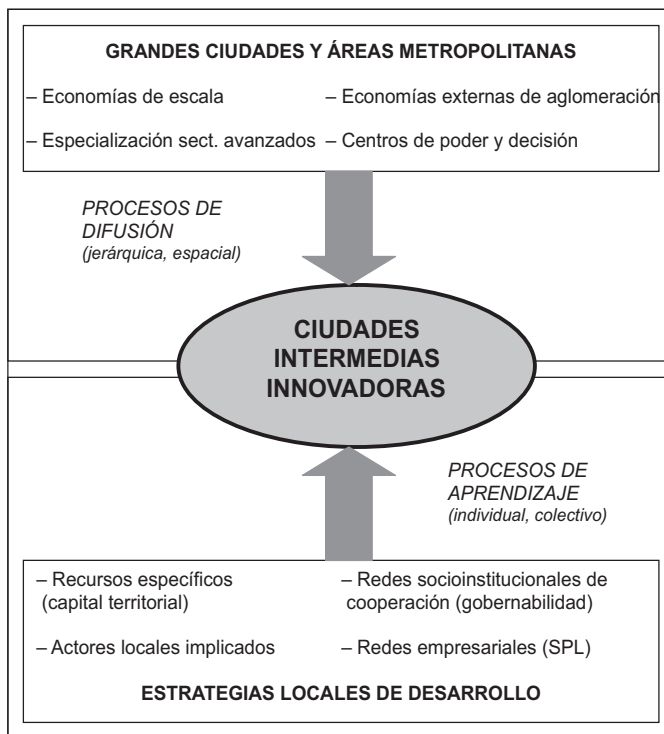 GRANDES CIUDADES Y ÁREAS METROPOLITANAS
– Economías de escala
– Economías externas de aglomeración
– Especialización sect. avanzados
– Centros de poder y decisión
PROCESOS DE
DIFUSIÓN
(jerárquica, espacial)
CIUDADES
INTERMEDIAS
INNOVADORAS
PROCESOS DE
APRENDIZAJE
(individual, colectivo)
– Recursos específicos
(capital territorial)
– Redes socioinstitucionales de
cooperación (gobernabilidad)
– Actores locales implicados
– Redes empresariales (SPL)
ESTRATEGIAS LOCALES DE DESARROLLO